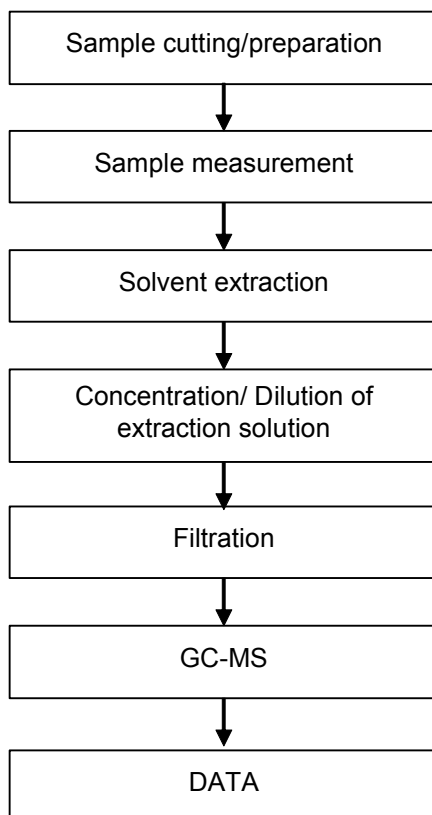 Sample cutting/preparation
Sample measurement
Solvent extraction
Concentration/ Dilution of
extraction solution
Filtration
GC-MS
DATA